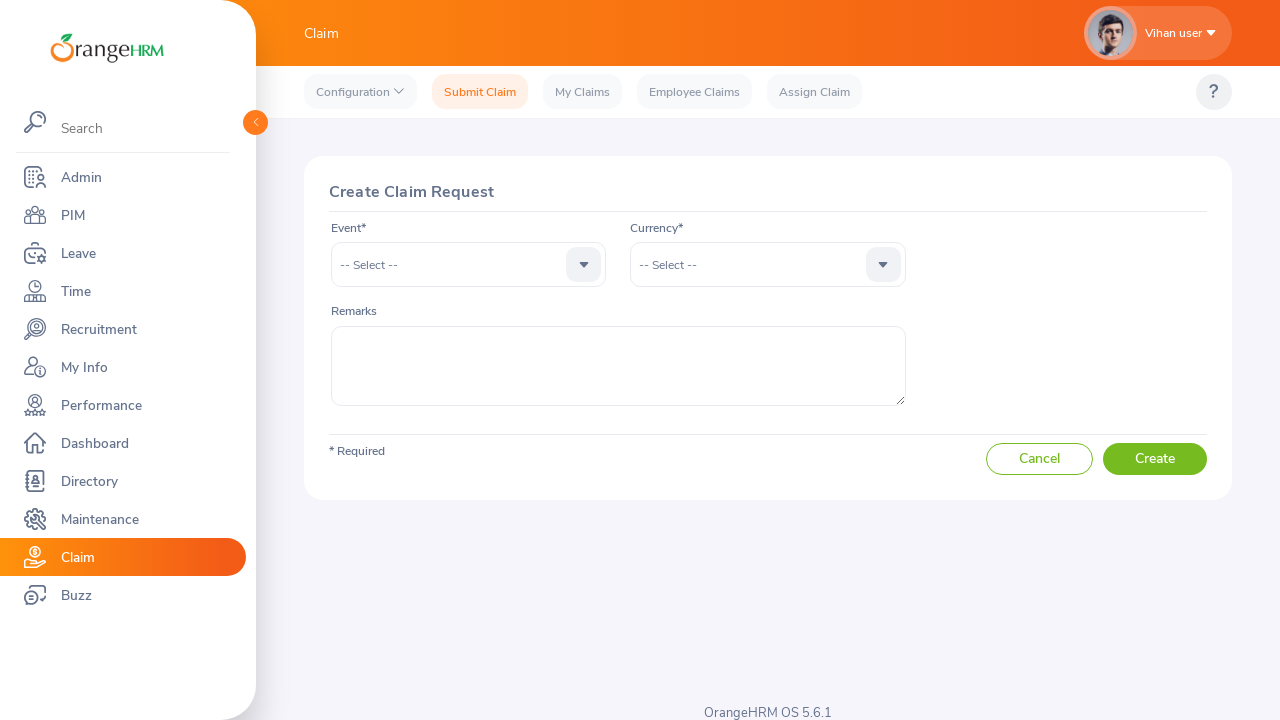 OrangeHRM
Claim
Vihan user
Configuration
Submit Claim
My Claims
Employee Claims
Assign Claim
?
Search
Admin
PIM
Leave
Time
Recruitment
My Info
Performance
Dashboard
Directory
Maintenance
Claim
Buzz
Create Claim Request
Event*
Currency*
-- Select --
-- Select --
Remarks
* Required
Cancel
Create
OrangeHRM OS 5.6.1